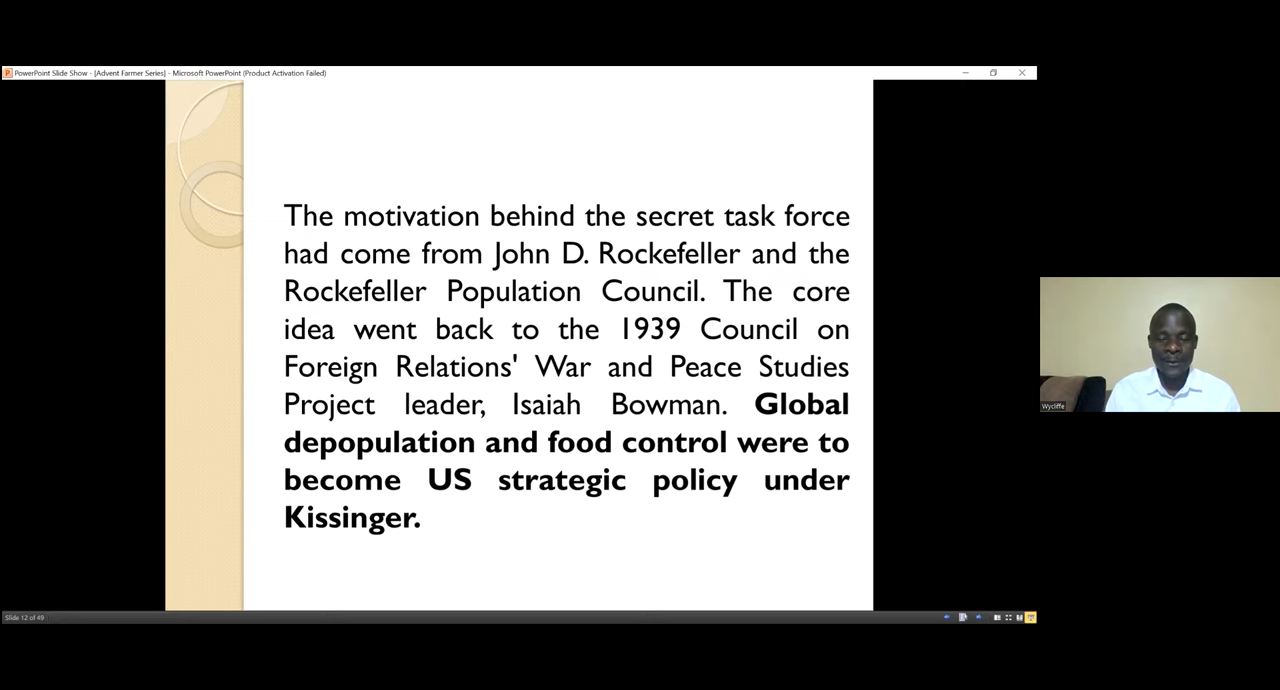 PowerPoint Slide Show - [Advent Farmer Series] - Microsoft PowerPoint (Product Activation Failed)
The motivation behind the secret task force
had come from John D. Rockefeller and the
Rockefeller Population Council. The core
idea went back to the 1939 Council on
Foreign Relations' War and Peace Studies
Project leader, Isaiah Bowman. Global
depopulation and food control were to
become US strategic policy under
Kissinger.
Wycliffe
Slide 12 of 49